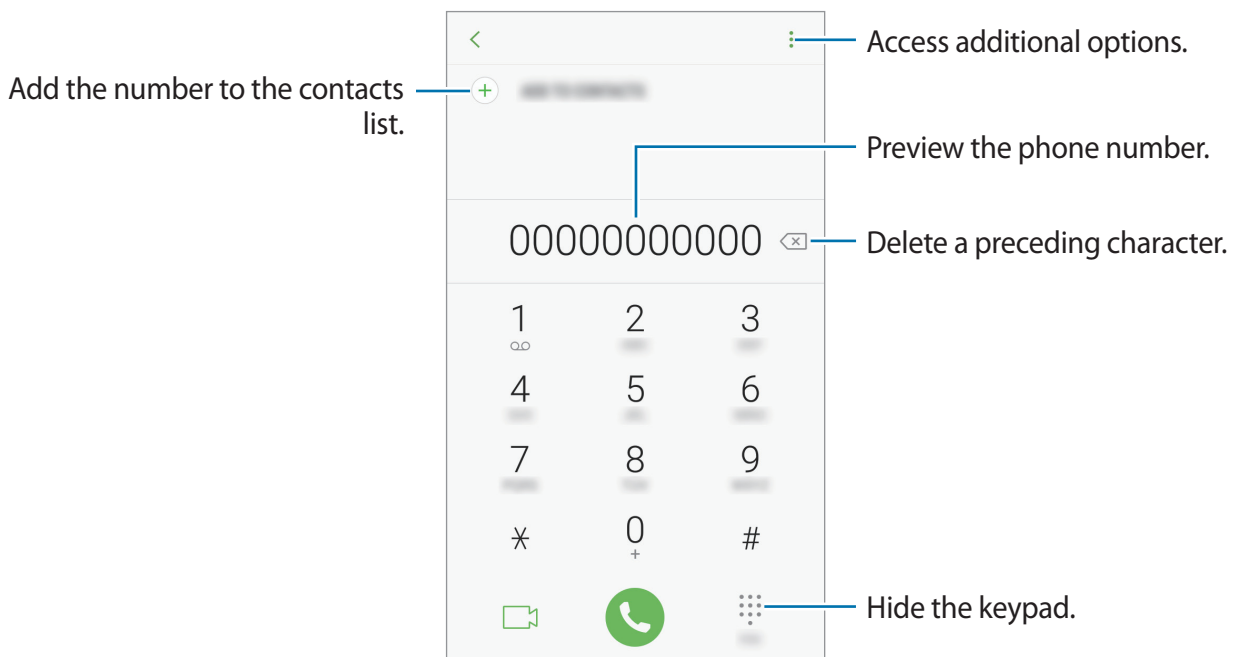 Access additional options.
Add the number to the contacts
list.
Preview the phone number.
00000000000
Delete a preceding character.
1 2 3
4 5 6
7 8 9
* 0 #
+
Hide the keypad.